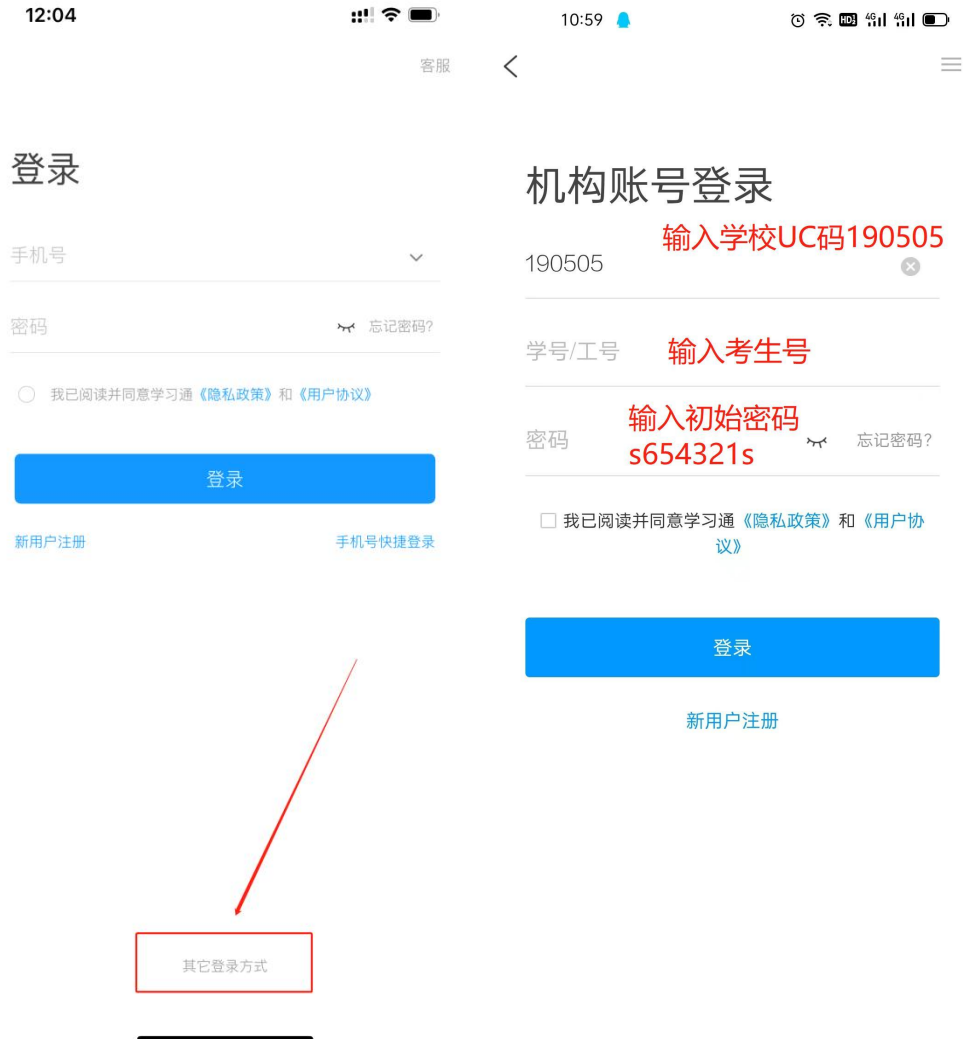 12:04
客服
登录
手机号
密码
忘记密码?
我已阅读并同意学习通《隐私政策》和《用户协议》
登录
新用户注册
手机号快捷登录
其它登录方式
10:59
HD
4G
4G
机构账号登录
输入学校UC码190505
190505
学号/工号
输入考生号
输入初始密码
密码
s654321s
忘记密码?
我已阅读并同意学习通《隐私政策》和《用户协
议》
登录
新用户注册